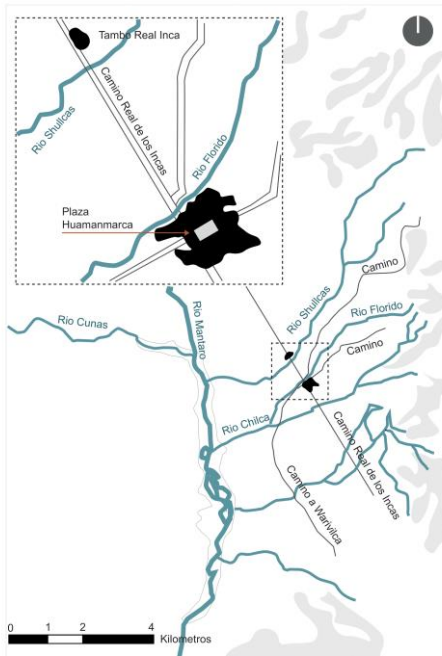 Tambo Real Inca
Rio Shullcas
Camino Real de los Incas
Rio Florido
Plaza
Huamanmarca
Camino
Rio Shullcas
Rio Florido
Rio Mantaro
Rio Cunas
Camino
Rio Chilca
Camino Real de los Incas
Camino a Warivilca
0 1 2 4
Kilometros